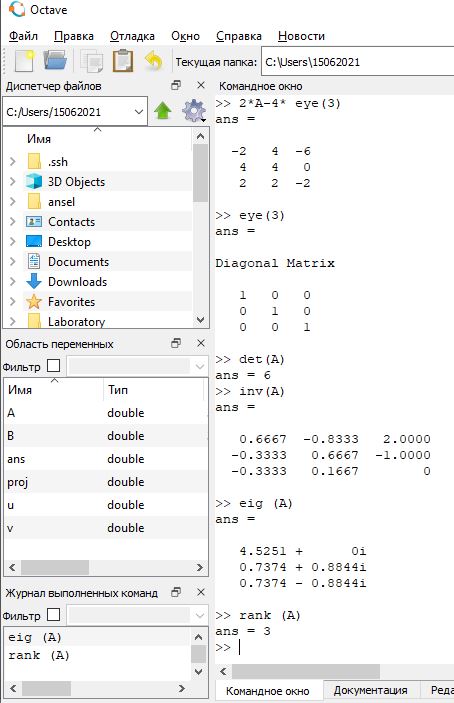 Octave
Файл Правка Отладка Окно Справка Новости
Текущая папка: C:\Users\15062021
Диспетчер файлов
C:/Users/15062021
Имя
.ssh
3D Objects
ansel
Contacts
Desktop
Documents
Downloads
Favorites
Laboratory
Область переменных
Фильтр
Имя Тип
A double
B double
ans double
proj double
u double
v double
Журнал выполненных команд
Фильтр
eig (A)
rank (A)
Командное окно
>> 2*A-4* eye(3)
ans =
-2 4 -6
4 4 0
2 2 -2
>> eye(3)
ans =
Diagonal Matrix
1 0 0
0 1 0
0 0 1
>> det(A)
ans = 6
>> inv(A)
ans =
0.6667 -0.8333 2.0000
-0.3333 0.6667 -1.0000
-0.3333 0.1667 0
>> eig (A)
ans =
4.5251 + 0i
0.7374 + 0.8844i
0.7374 - 0.8844i
>> rank (A)
ans = 3
>>
Командное окно Документация Реда